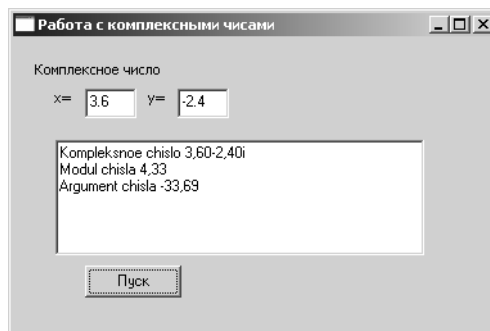 Работа с комплексными чисами
Комплексное число
x= 3.6 y= -2.4
Kompleksnoe chislo 3,60-2,40i
Modul chisla 4,33
Argument chisla -33,69
Пуск